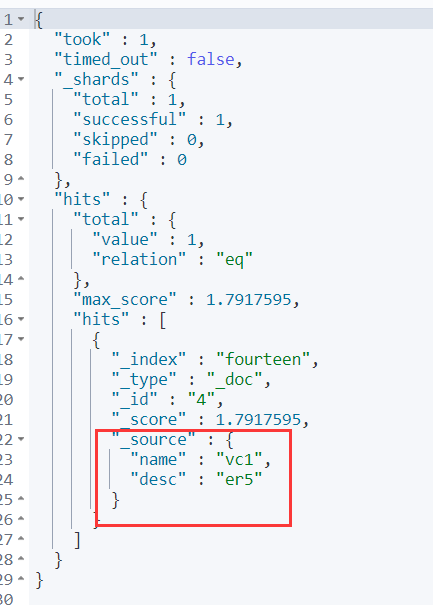 1 {
2 "took" : 1,
3 "timed_out" : false,
4 "_shards" : {
5 "total" : 1,
6 "successful" : 1,
7 "skipped" : 0,
8 "failed" : 0
9 },
10 "hits" : {
11 "total" : {
12 "value" : 1,
13 "relation" : "eq"
14 },
15 "max_score" : 1.7917595,
16 "hits" : [
17 {
18 "_index" : "fourteen",
19 "_type" : "_doc",
20 "_id" : "4",
21 "_score" : 1.7917595,
22 "_source" : {
23 "name" : "vc1",
24 "desc" : "er5"
25 }
26 }
27 ]
28 }
29 }
30